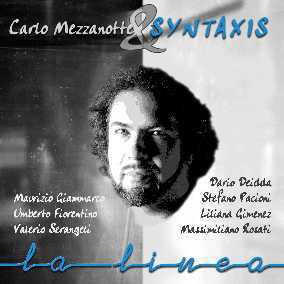 Carlo Mezzanotte & SYNTAXIS
Maurizio Giammarco
Umberto Fiorentino
Valerio Serangeli
Dario Deidda
Stefano Pacioni
Liliana Gimenez
Massimiliano Rosati
la linea